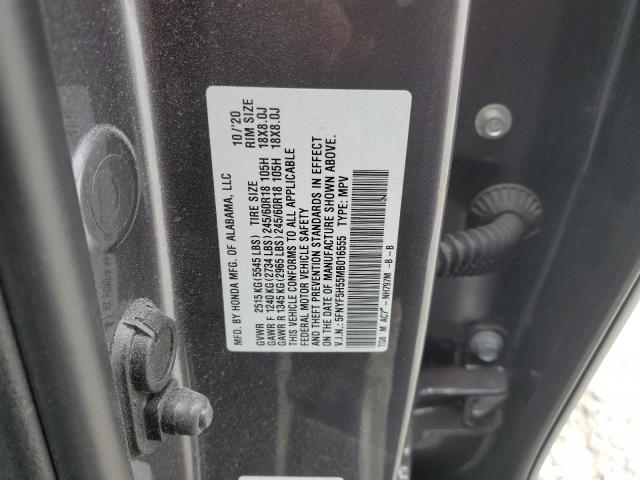 MFD. BY HONDA MFG. OF ALABAMA, LLC 10/'20
GVWR 2515 KG(5545 LBS) TIRE SIZE RIM SIZE
GAWR F 1240 KG(2734 LBS) 245/60R18 105H 18X8.0J
GAWR R 1345 KG(2965 LBS) 245/60R18 105H 18X8.0J
THIS VEHICLE CONFORMS TO ALL APPLICABLE
FEDERAL MOTOR VEHICLE SAFETY
AND THEFT PREVENTION STANDARDS IN EFFECT
ON THE DATE OF MANUFACTURE SHOWN ABOVE.
V.I.N.: 5FNYF5H55MB016555 TYPE: MPV
TG8 M AC7 - NH797M -B -B